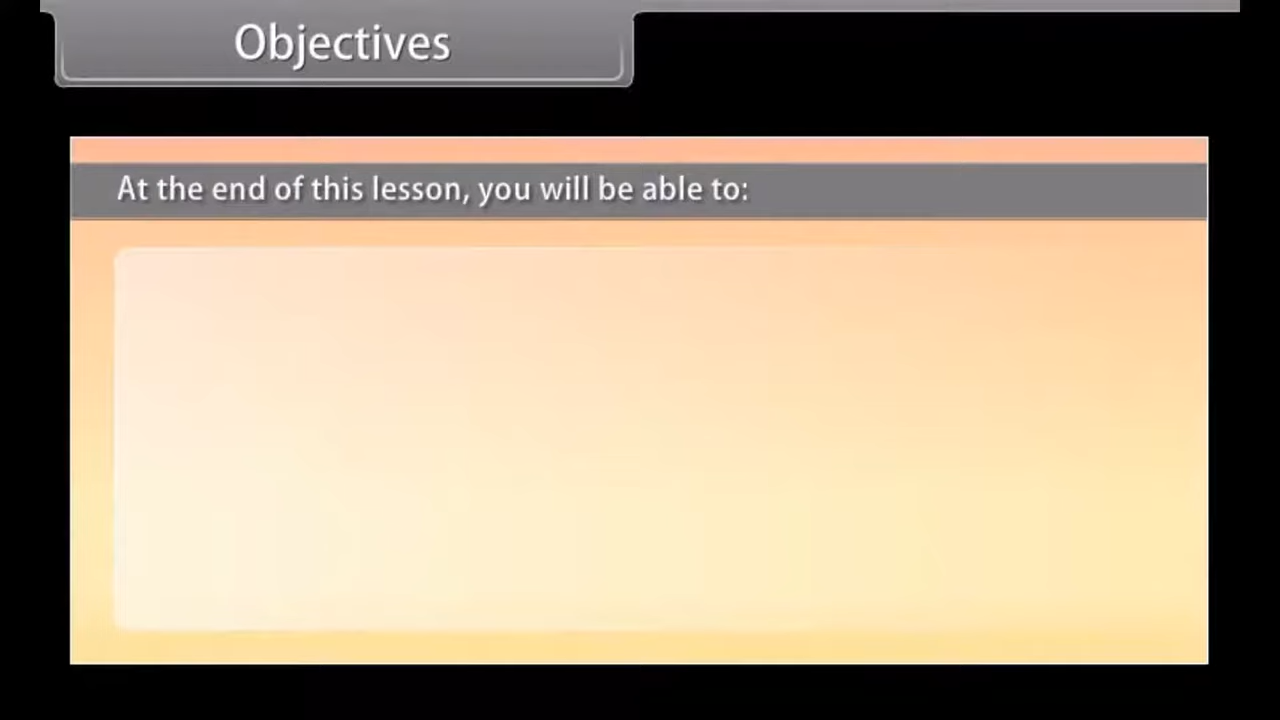 Objectives
At the end of this lesson, you will be able to: